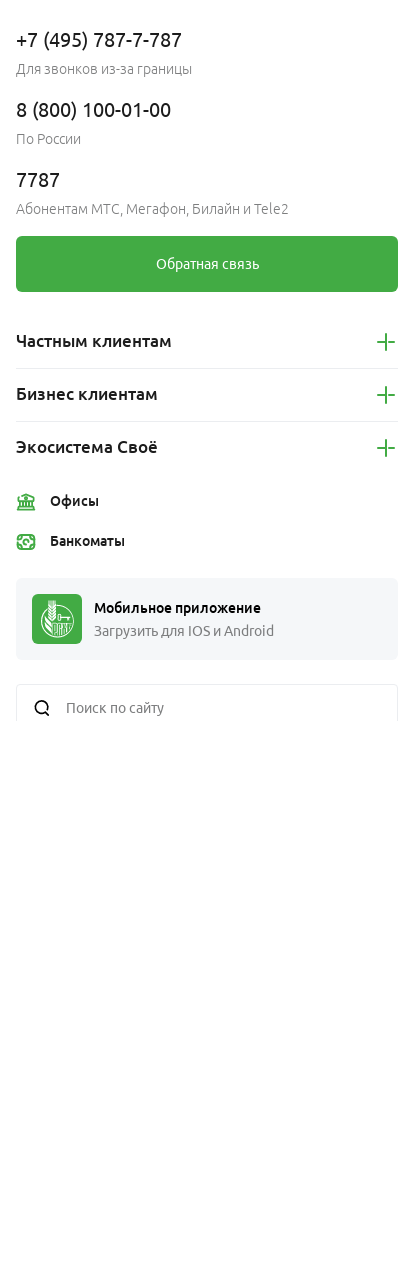 +7 (495) 787-7-787
Для звонков из-за границы
8 (800) 100-01-00
По России
7787
Абонентам МТС, Мегафон, Билайн и Tele2
Обратная связь
Частным клиентам
Бизнес клиентам
Экосистема Своё
Офисы
Банкоматы
Мобильное приложение
Загрузить для IOS и Android
Поиск по сайту